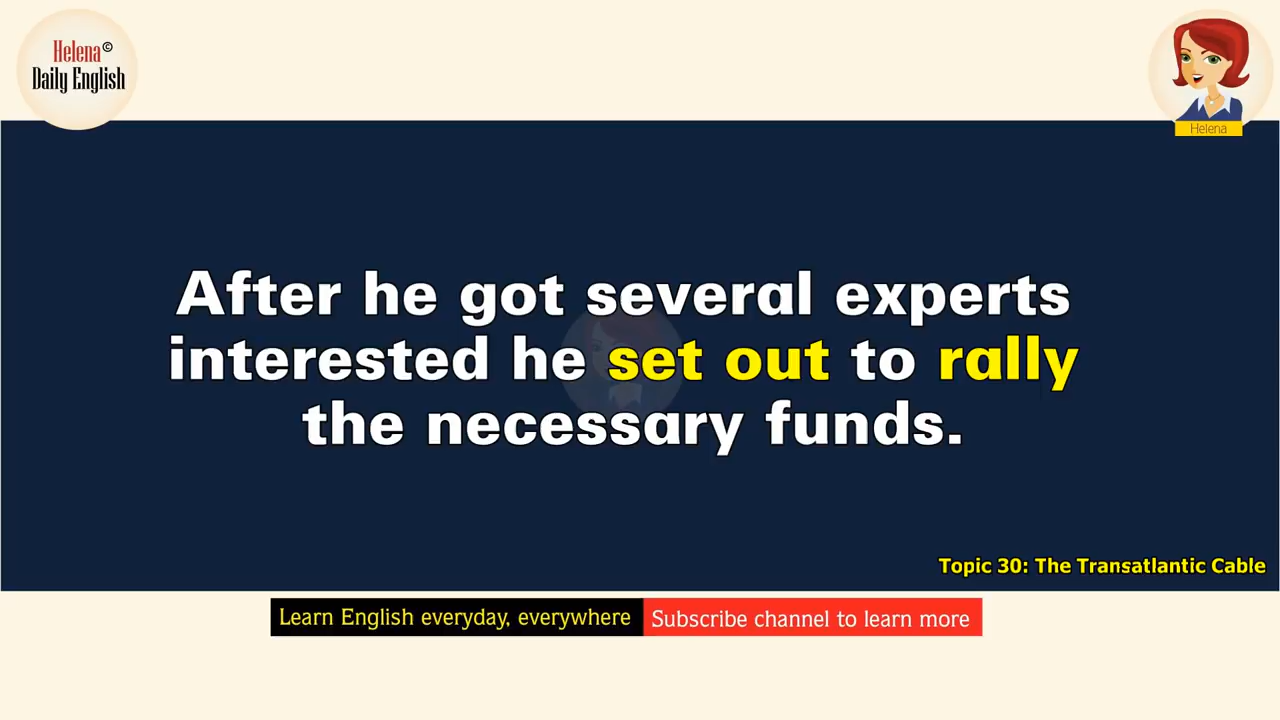 Helena©
Daily English
Helena
After he got several experts
interested he set out to rally
the necessary funds.
Topic 30: The Transatlantic Cable
Learn English everyday, everywhere
Subscribe channel to learn more